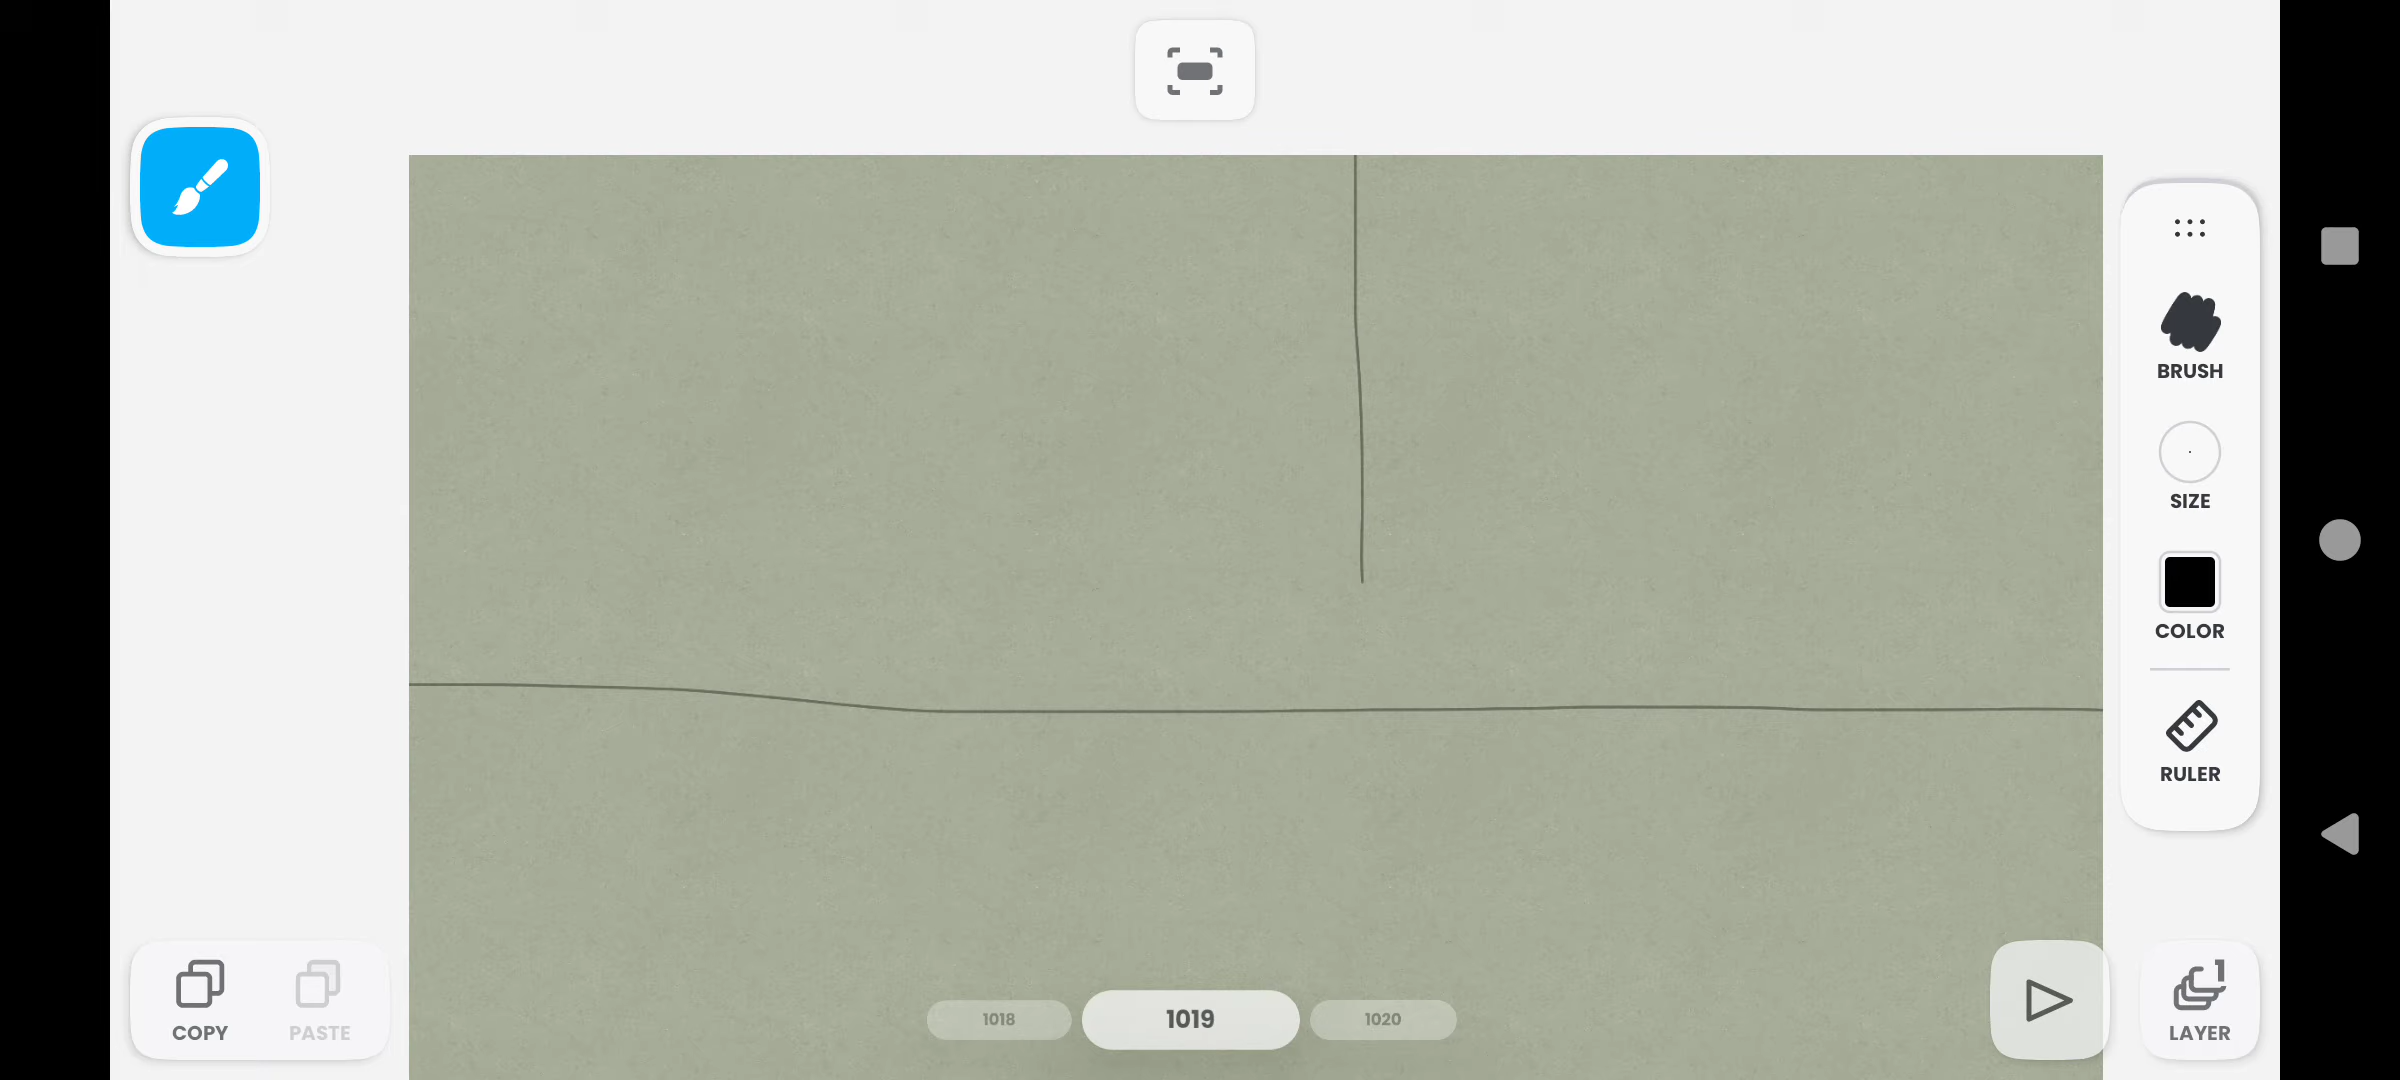 BRUSH
SIZE
COLOR
RULER
COPY
PASTE
1018
1019
1020
1
LAYER